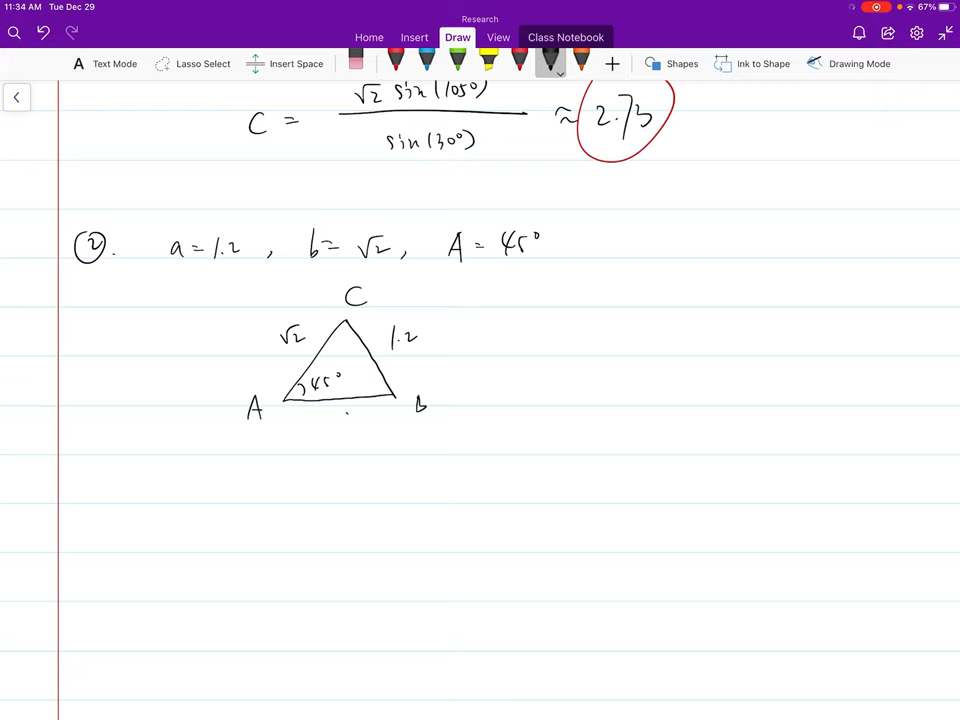 11:34 AM Tue Dec 29
67%
Research
Home Insert Draw View Class Notebook
A Text Mode Lasso Select Insert Space Shapes Ink to Shape Drawing Mode
√2 sin(105°)
C = ≈ 2.73
sin(30°)
②. a = 1.2 , b = √2 , A = 45°
C
√2 1.2
45°
A B